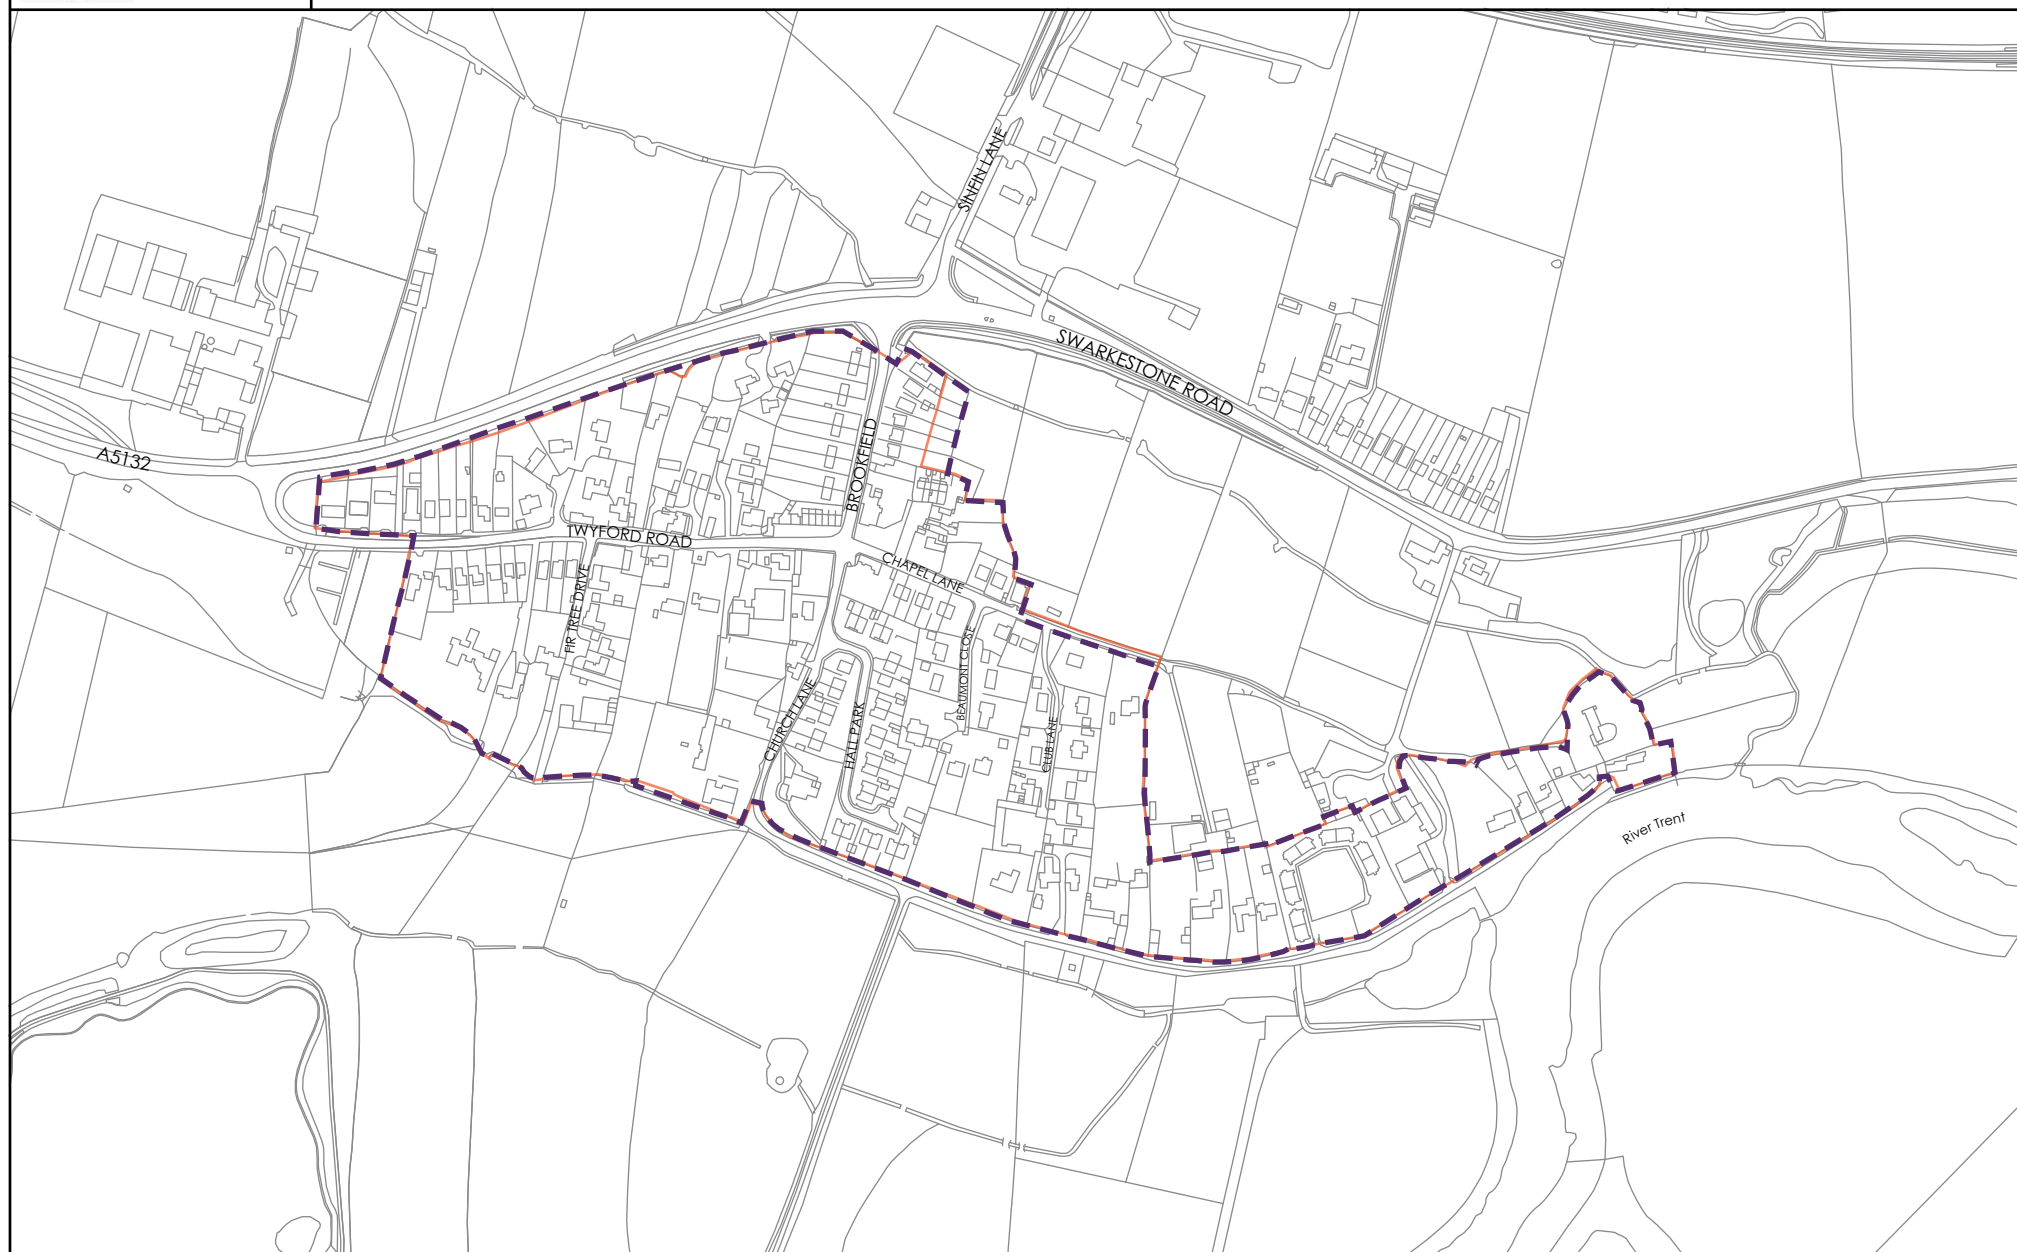 SINFIN LANE
SWARKESTONE ROAD
A5132
BROOKFIELD
TWYFORD ROAD
CHAPEL LANE
FIR TREE DRIVE
BEAUMONT CLOSE
CHURCH LANE
HALL PARK
CLUB LANE
River Trent